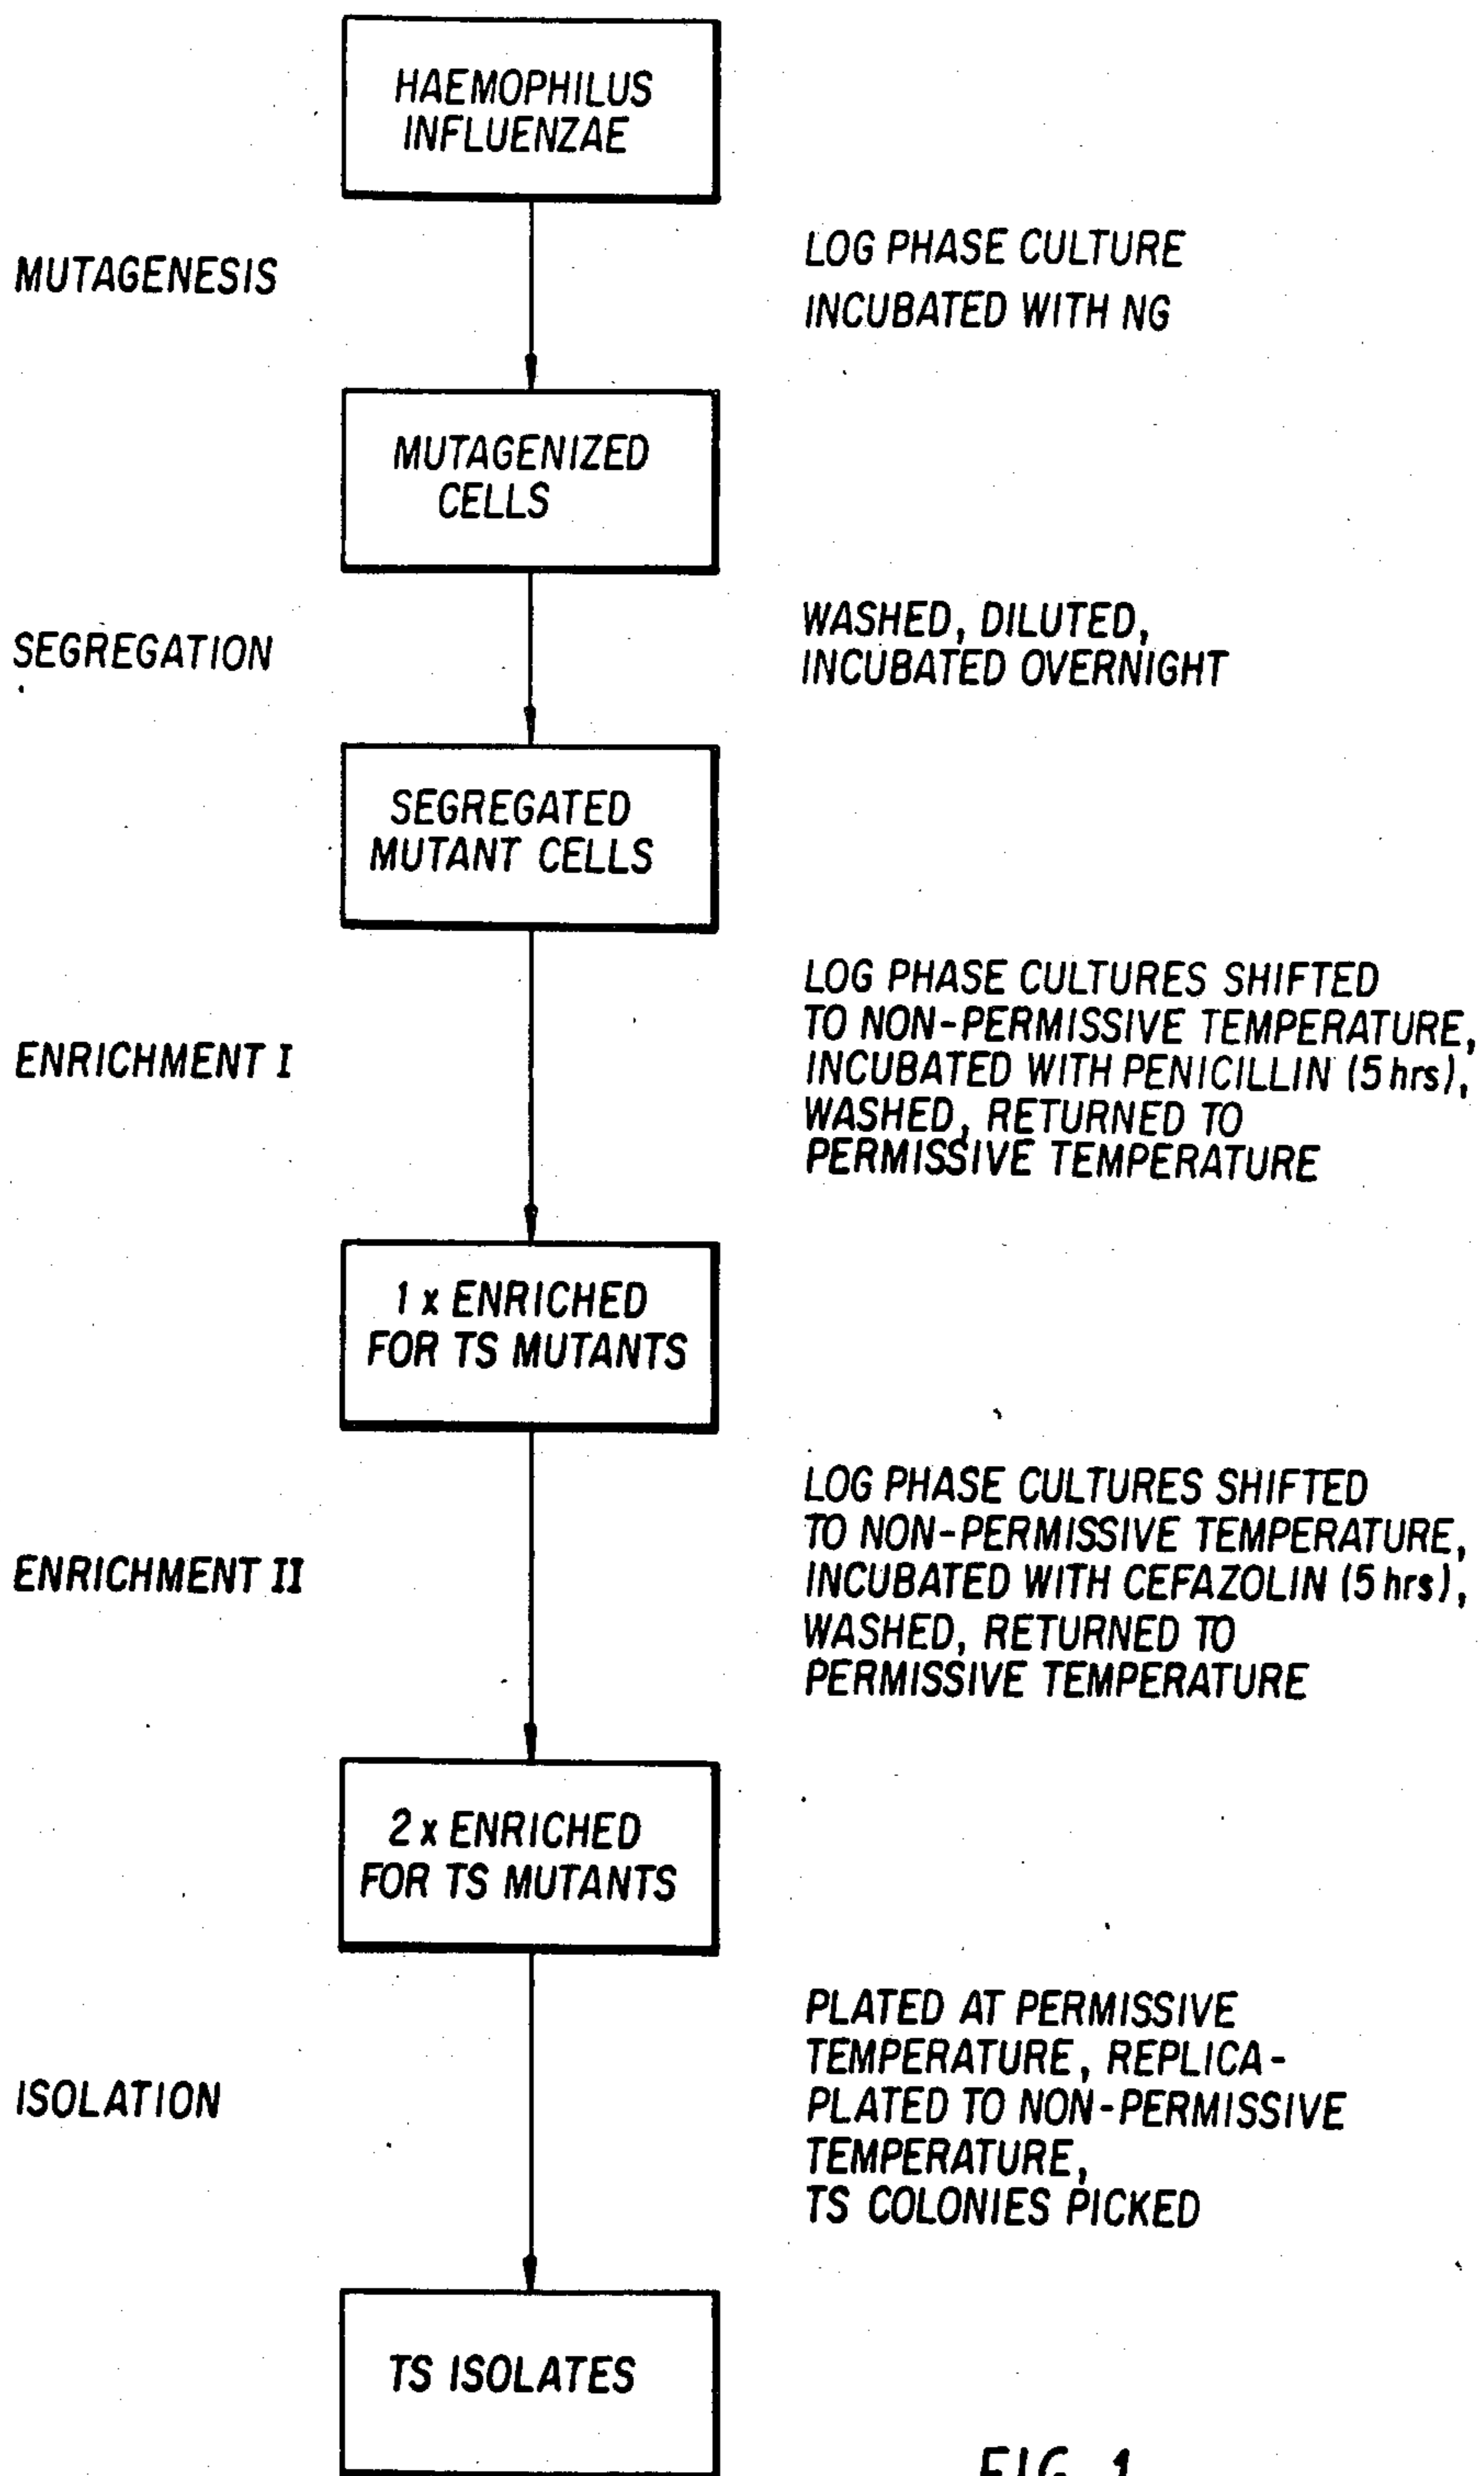 HAEMOPHILUS
INFLUENZAE
MUTAGENESIS
LOG PHASE CULTURE
INCUBATED WITH NG
MUTAGENIZED
CELLS
SEGREGATION
WASHED, DILUTED,
INCUBATED OVERNIGHT
SEGREGATED
MUTANT CELLS
ENRICHMENT I
LOG PHASE CULTURES SHIFTED
TO NON-PERMISSIVE TEMPERATURE,
INCUBATED WITH PENICILLIN (5 hrs),
WASHED, RETURNED TO
PERMISSIVE TEMPERATURE
1 x ENRICHED
FOR TS MUTANTS
ENRICHMENT II
LOG PHASE CULTURES SHIFTED
TO NON-PERMISSIVE TEMPERATURE,
INCUBATED WITH CEFAZOLIN (5 hrs),
WASHED, RETURNED TO
PERMISSIVE TEMPERATURE
2 x ENRICHED
FOR TS MUTANTS
ISOLATION
PLATED AT PERMISSIVE
TEMPERATURE, REPLICA-
PLATED TO NON-PERMISSIVE
TEMPERATURE,
TS COLONIES PICKED
TS ISOLATES
FIG. 1